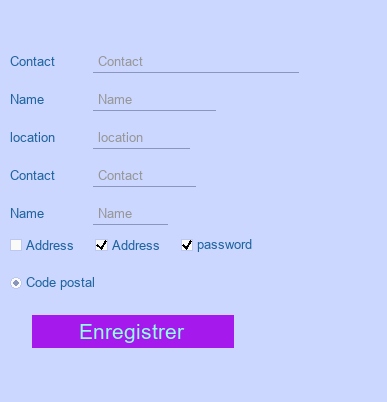 Contact Contact
Name Name
location location
Contact Contact
Name Name
Address Address password
Code postal
Enregistrer